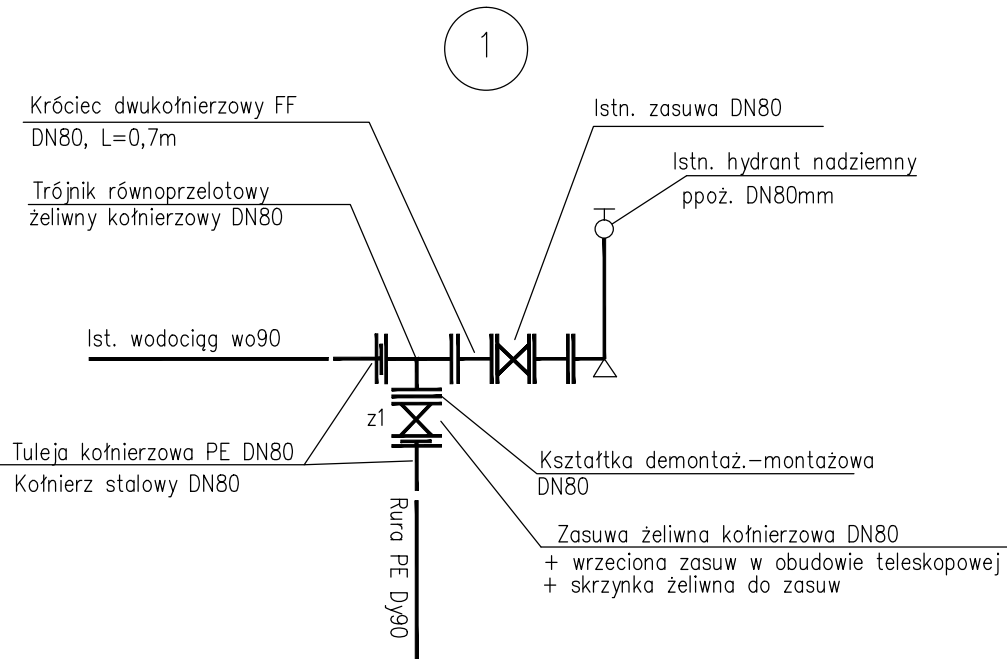 1
Króciec dwukołnierzowy FF
DN80, L=0,7m
Istn. zasuwa DN80
Istn. hydrant nadziemny
ppoż. DN80mm
Trójnik równoprzelotowy
żeliwny kołnierzowy DN80
Ist. wodociąg wo90
z1
Tuleja kołnierzowa PE DN80
Kołnierz stalowy DN80
Kształtka demontaż.-montażowa
DN80
Rura PE Dy90
Zasuwa żeliwna kołnierzowa DN80
+ wrzeciona zasuw w obudowie teleskopowej
+ skrzynka żeliwna do zasuw